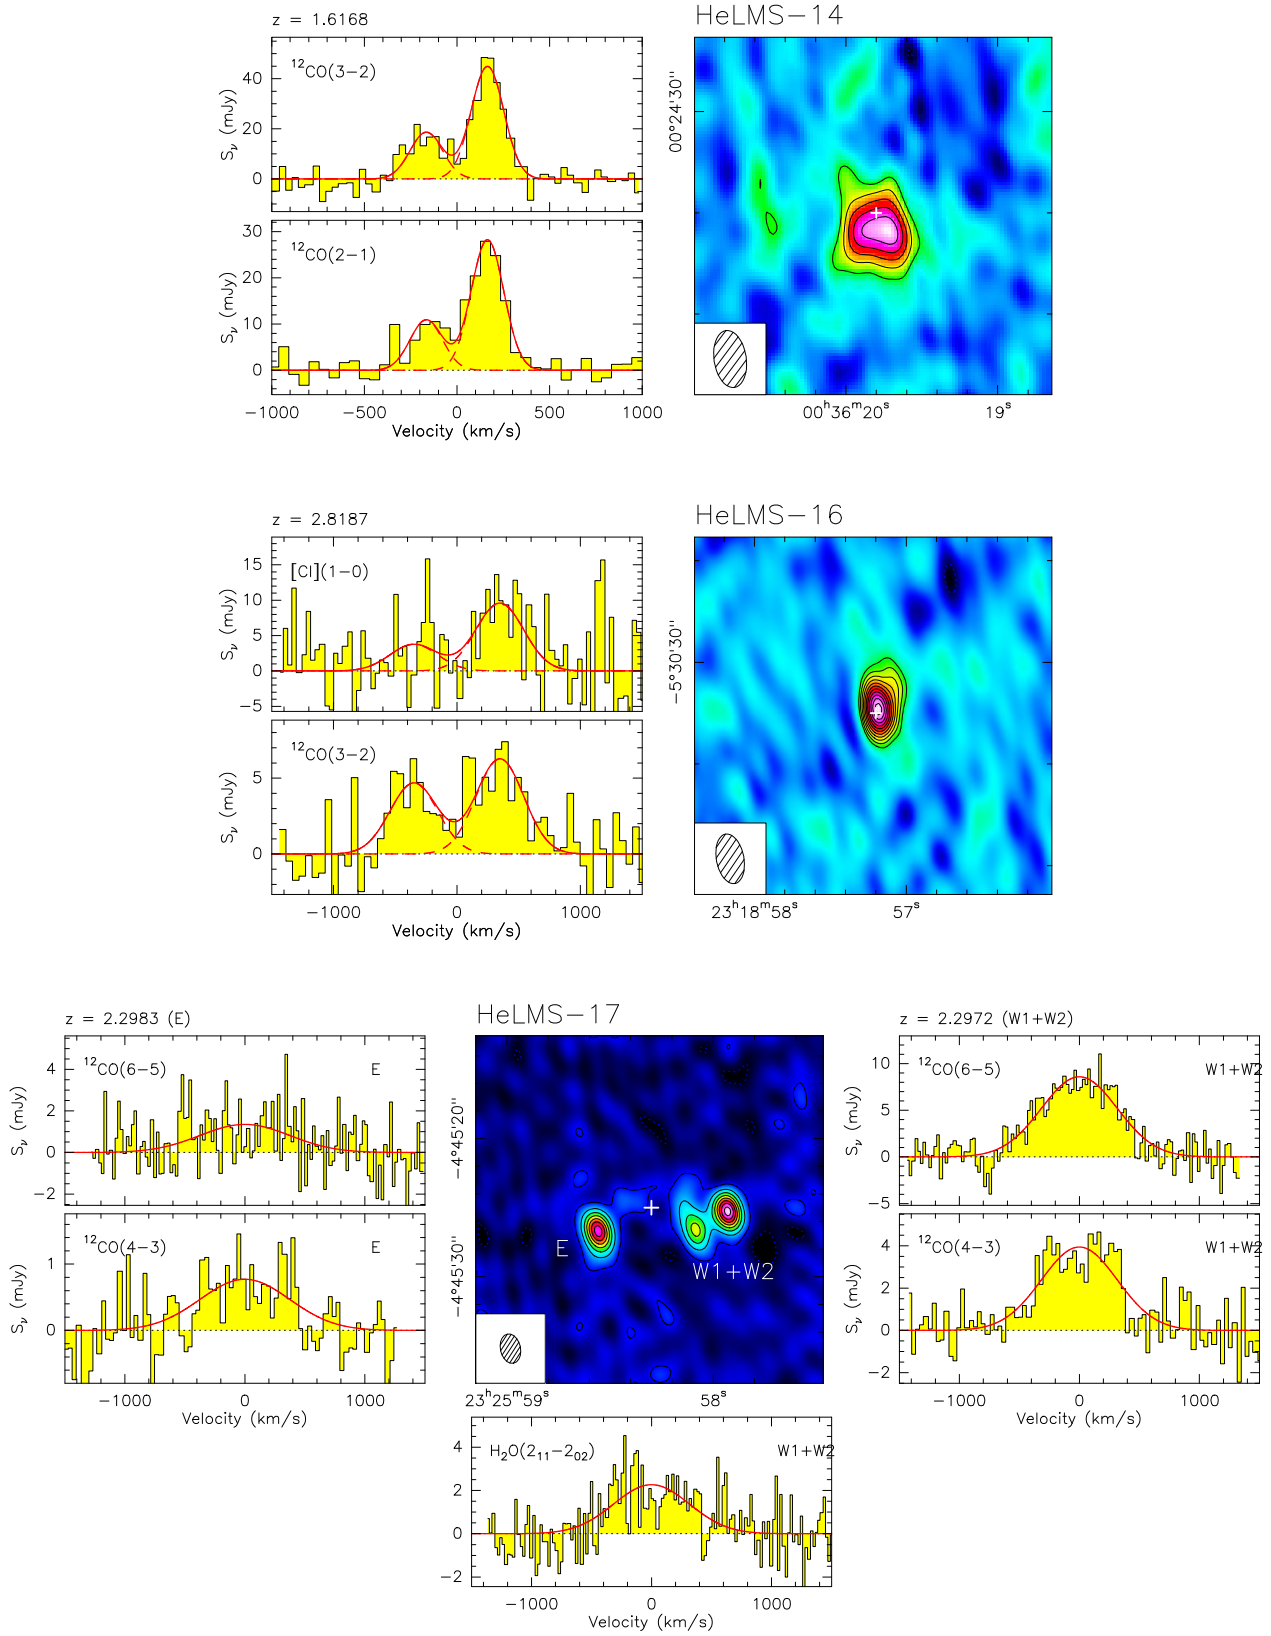 z = 1.6168
HeLMS−14
¹²CO(3−2)
40
20
0
Sν (mJy)
00°24'30''
¹²CO(2−1)
30
20
10
0
Sν (mJy)
−1000 −500 0 500 1000
Velocity (km/s)
00ʰ36ᵐ20ˢ 19ˢ
z = 2.8187
HeLMS−16
[CI](1−0)
15
10
5
0
−5
Sν (mJy)
−5°30'30''
¹²CO(3−2)
5
0
Sν (mJy)
−1000 0 1000
Velocity (km/s)
23ʰ18ᵐ58ˢ 57ˢ
z = 2.2983 (E)
HeLMS−17
z = 2.2972 (W1+W2)
¹²CO(6−5) E
4
2
0
−2
Sν (mJy)
¹²CO(4−3) E
1
0
Sν (mJy)
−1000 0 1000
Velocity (km/s)
−4°45'20''
−4°45'30''
E
W1+W2
23ʰ25ᵐ59ˢ 58ˢ
¹²CO(6−5) W1+W2
10
5
0
−5
Sν (mJy)
¹²CO(4−3) W1+W2
4
2
0
−2
Sν (mJy)
−1000 0 1000
Velocity (km/s)
H₂O(2₁₁−2₀₂) W1+W2
4
2
0
−2
Sν (mJy)
−1000 0 1000
Velocity (km/s)